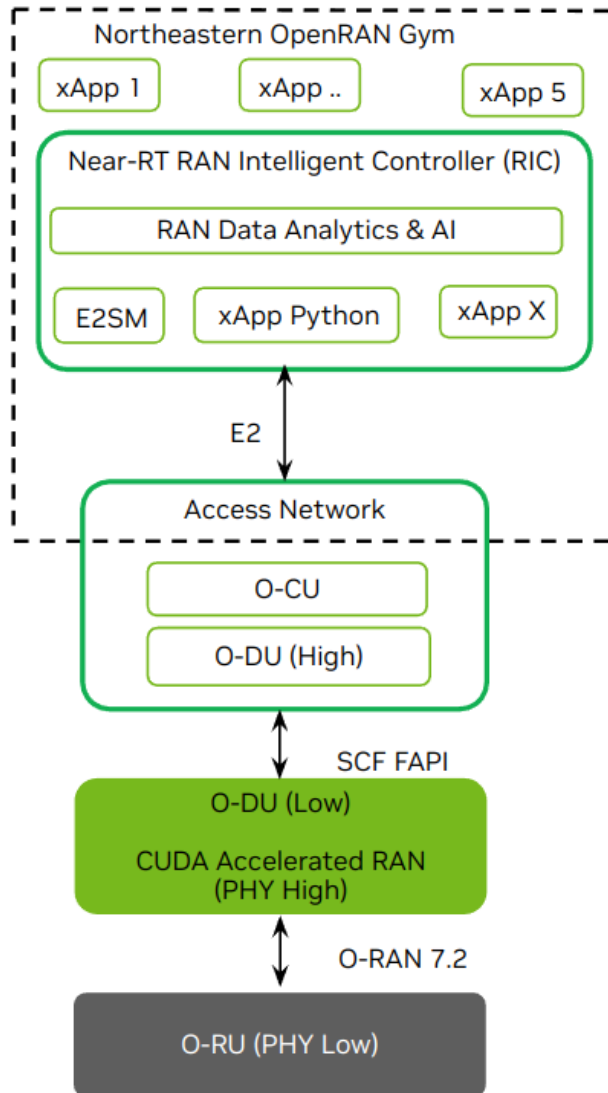 Northeastern OpenRAN Gym
xApp 1
xApp ..
xApp 5
Near-RT RAN Intelligent Controller (RIC)
RAN Data Analytics & AI
E2SM
xApp Python
xApp X
E2
Access Network
O-CU
O-DU (High)
SCF FAPI
O-DU (Low)
CUDA Accelerated RAN
(PHY High)
O-RAN 7.2
O-RU (PHY Low)